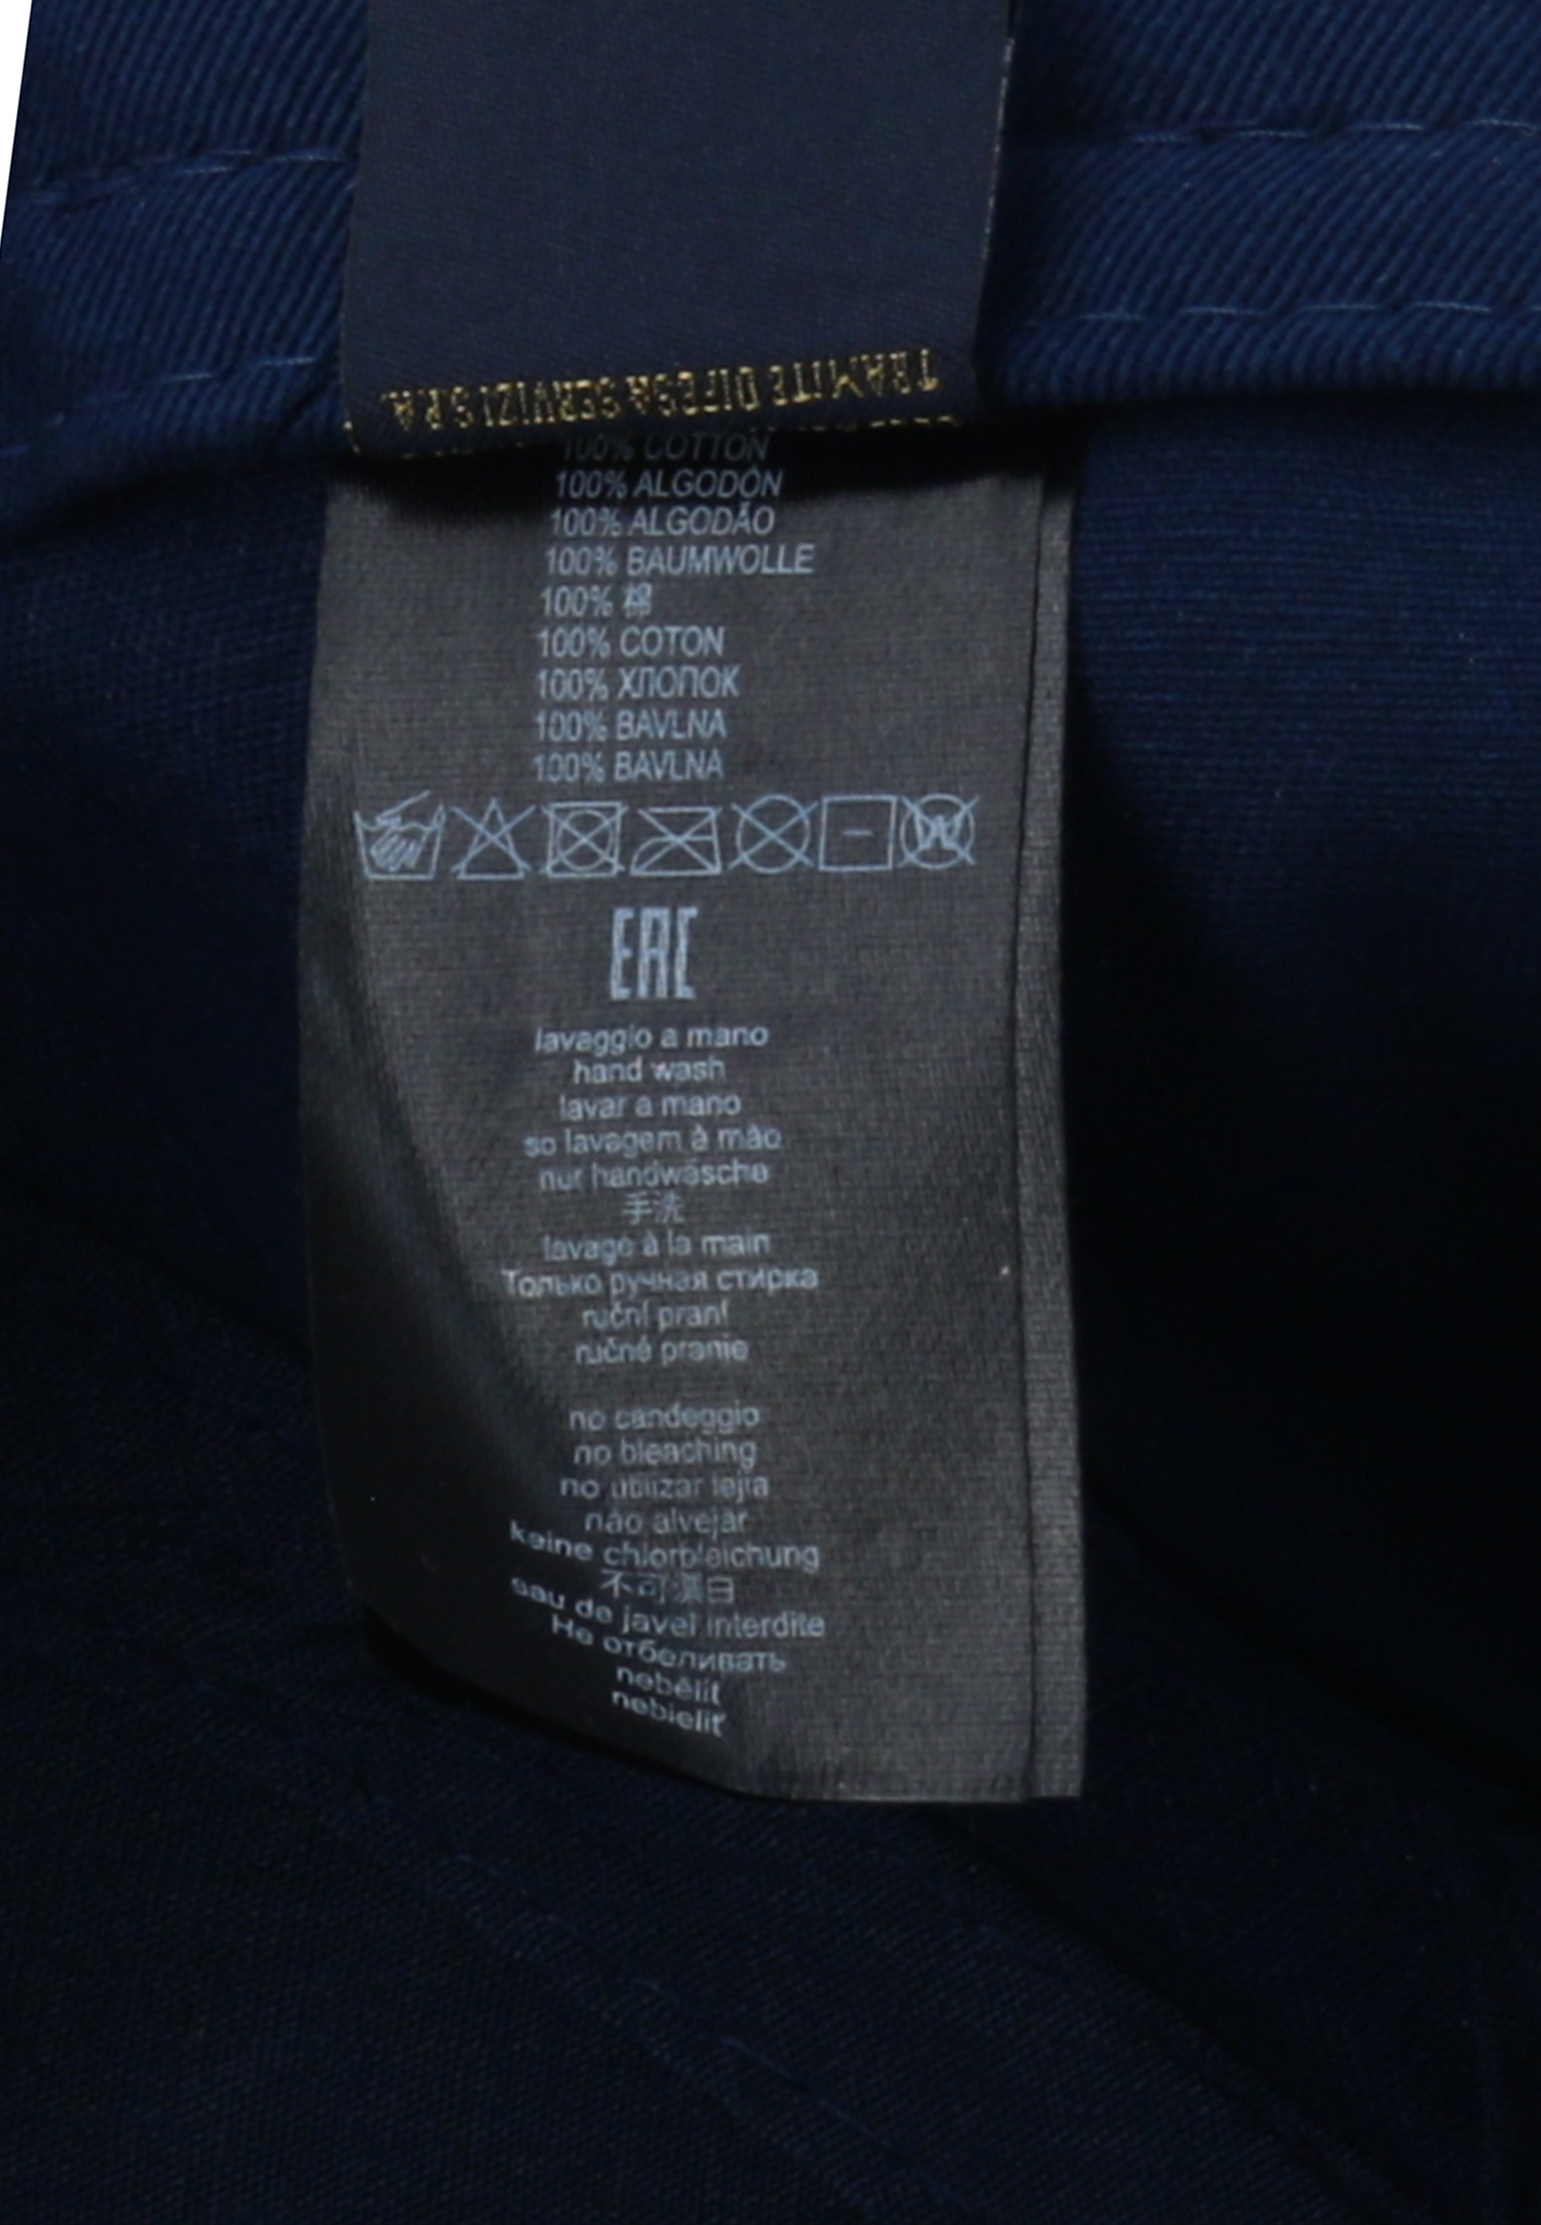 TRAMITE DIFESA SERVIZI S.P.A.
100% COTTON
100% ALGODÓN
100% ALGODÃO
100% BAUMWOLLE
100% 棉
100% COTON
100% ХЛОПОК
100% BAVLNA
100% BAVLNA
W
EAC
lavaggio a mano
hand wash
lavar a mano
so lavagem à mão
nur handwäsche
手洗
lavage à la main
Только ручная стирка
ruční praní
ručné pranie
no candeggio
no bleaching
no utilizar lejía
não alvejar
keine chlorbleichung
不可漂白
eau de javel interdite
Не отбеливать
nebělit
nebieliť